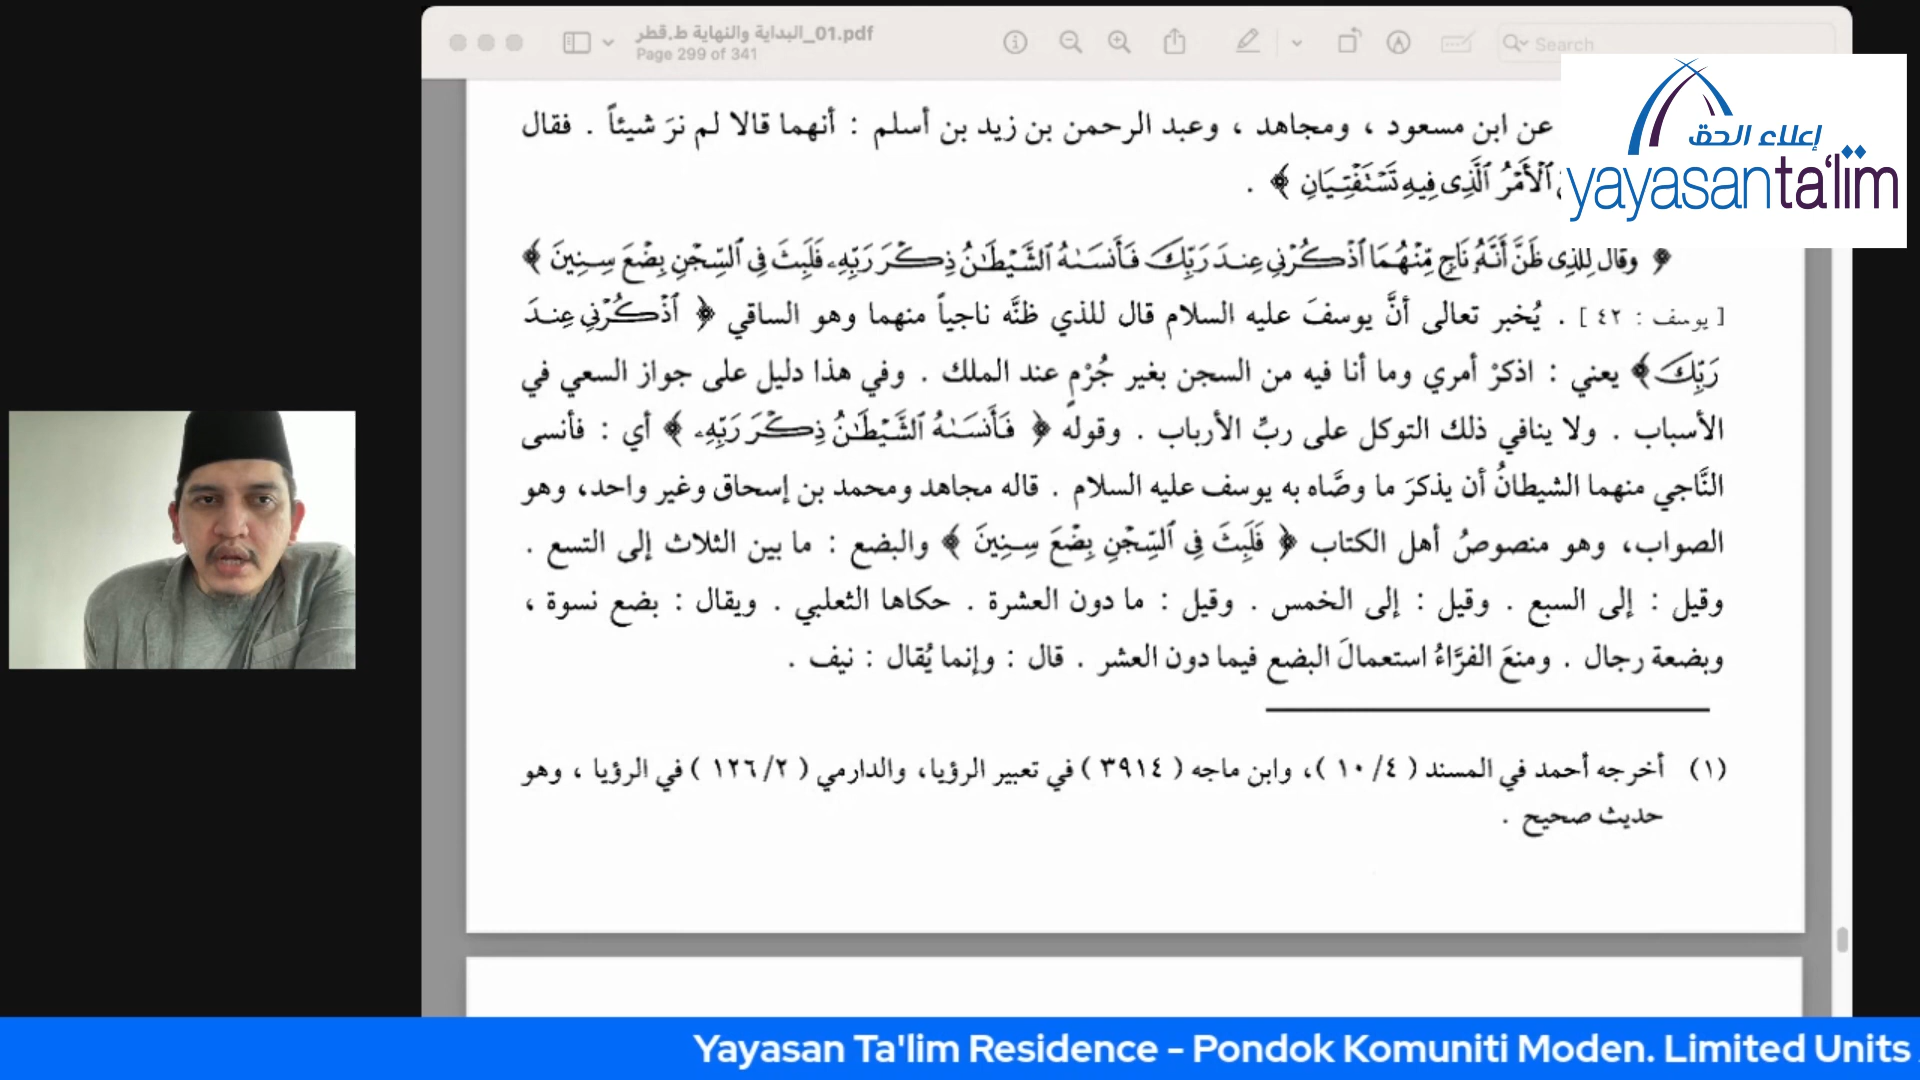 01_البداية والنهاية ط.قطر.pdf
Page 299 of 341
Search
إعلاء الحق
yayasanta'lim
عن ابن مسعود ، ومجاهد ، وعبد الرحمن بن زيد بن أسلم : أنهما قالا لم نرَ شيئاً . فقال
ٱلْأَمْرُ ٱلَّذِى فِيهِ تَسْتَفْتِيَانِ ﴾ .
﴿ وَقَالَ لِلَّذِى ظَنَّ أَنَّهُۥ نَاجٍ مِّنْهُمَا ٱذْكُرْنِى عِندَ رَبِّكَ فَأَنسَىٰهُ ٱلشَّيْطَٰنُ ذِكْرَ رَبِّهِۦ فَلَبِثَ فِى ٱلسِّجْنِ بِضْعَ سِنِينَ ﴾
[ يوسف : ٤٢ ] . يُخبر تعالى أنَّ يوسفَ عليه السلام قال للذي ظنَّه ناجياً منهما وهو الساقي ﴿ ٱذْكُرْنِى عِندَ
رَبِّكَ ﴾ يعني : اذكرْ أمري وما أنا فيه من السجن بغير جُرْمٍ عند الملك . وفي هذا دليل على جواز السعي في
الأسباب . ولا ينافي ذلك التوكل على ربِّ الأرباب . وقوله ﴿ فَأَنسَىٰهُ ٱلشَّيْطَٰنُ ذِكْرَ رَبِّهِۦ ﴾ أي : فأنسى
النَّاجي منهما الشيطانُ أن يذكرَ ما وصَّاه به يوسف عليه السلام . قاله مجاهد ومحمد بن إسحاق وغير واحد، وهو
الصواب، وهو منصوصُ أهل الكتاب ﴿ فَلَبِثَ فِى ٱلسِّجْنِ بِضْعَ سِنِينَ ﴾ والبضع : ما بين الثلاث إلى التسع .
وقيل : إلى السبع . وقيل : إلى الخمس . وقيل : ما دون العشرة . حكاها الثعلبي . ويقال : بضع نسوة ،
وبضعة رجال . ومنعَ الفرَّاءُ استعمالَ البضع فيما دون العشر . قال : وإنما يُقال : نيف .
(١) أخرجه أحمد في المسند ( ١٠/٤ )، وابن ماجه ( ٣٩١٤ ) في تعبير الرؤيا، والدارمي ( ١٢٦/٢ ) في الرؤيا ، وهو
حديث صحيح .
Yayasan Ta'lim Residence - Pondok Komuniti Moden. Limited Units